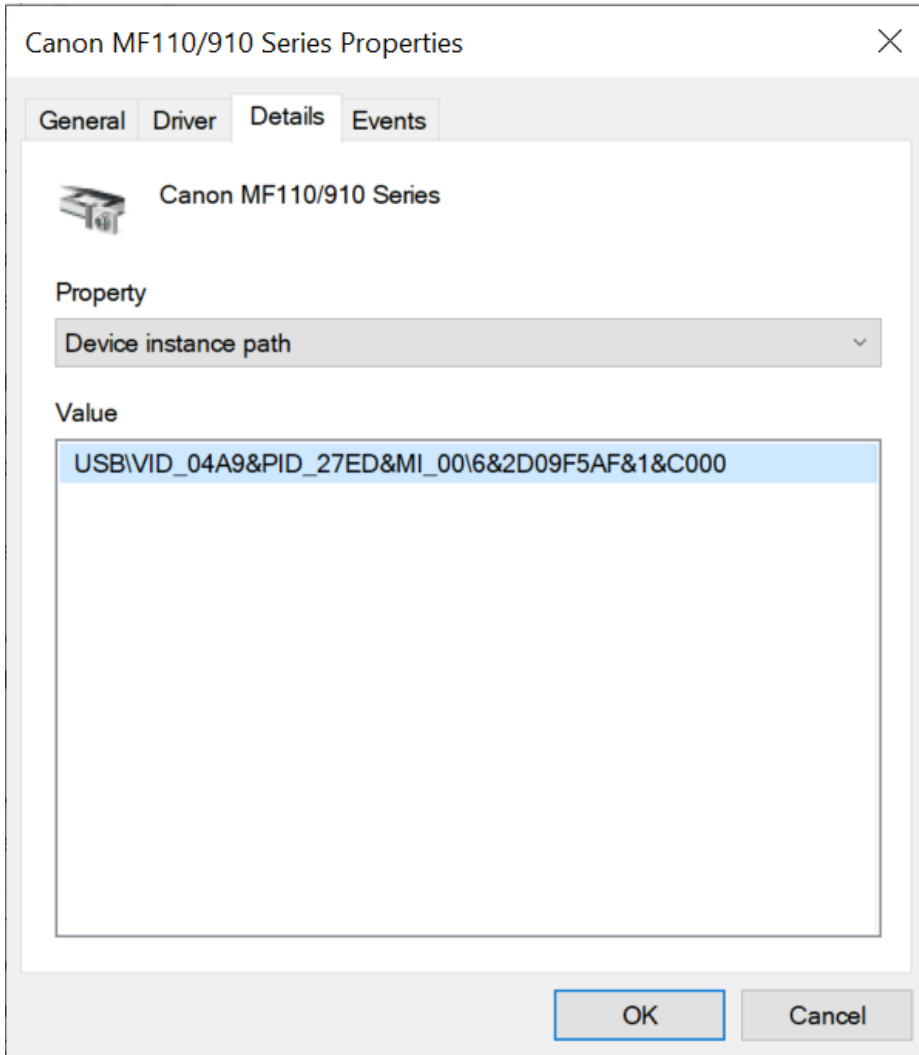 Canon MF110/910 Series Properties
General Driver Details Events
Canon MF110/910 Series
Property
Device instance path
Value
USB\VID_04A9&PID_27ED&MI_00\6&2D09F5AF&1&C000
OK Cancel